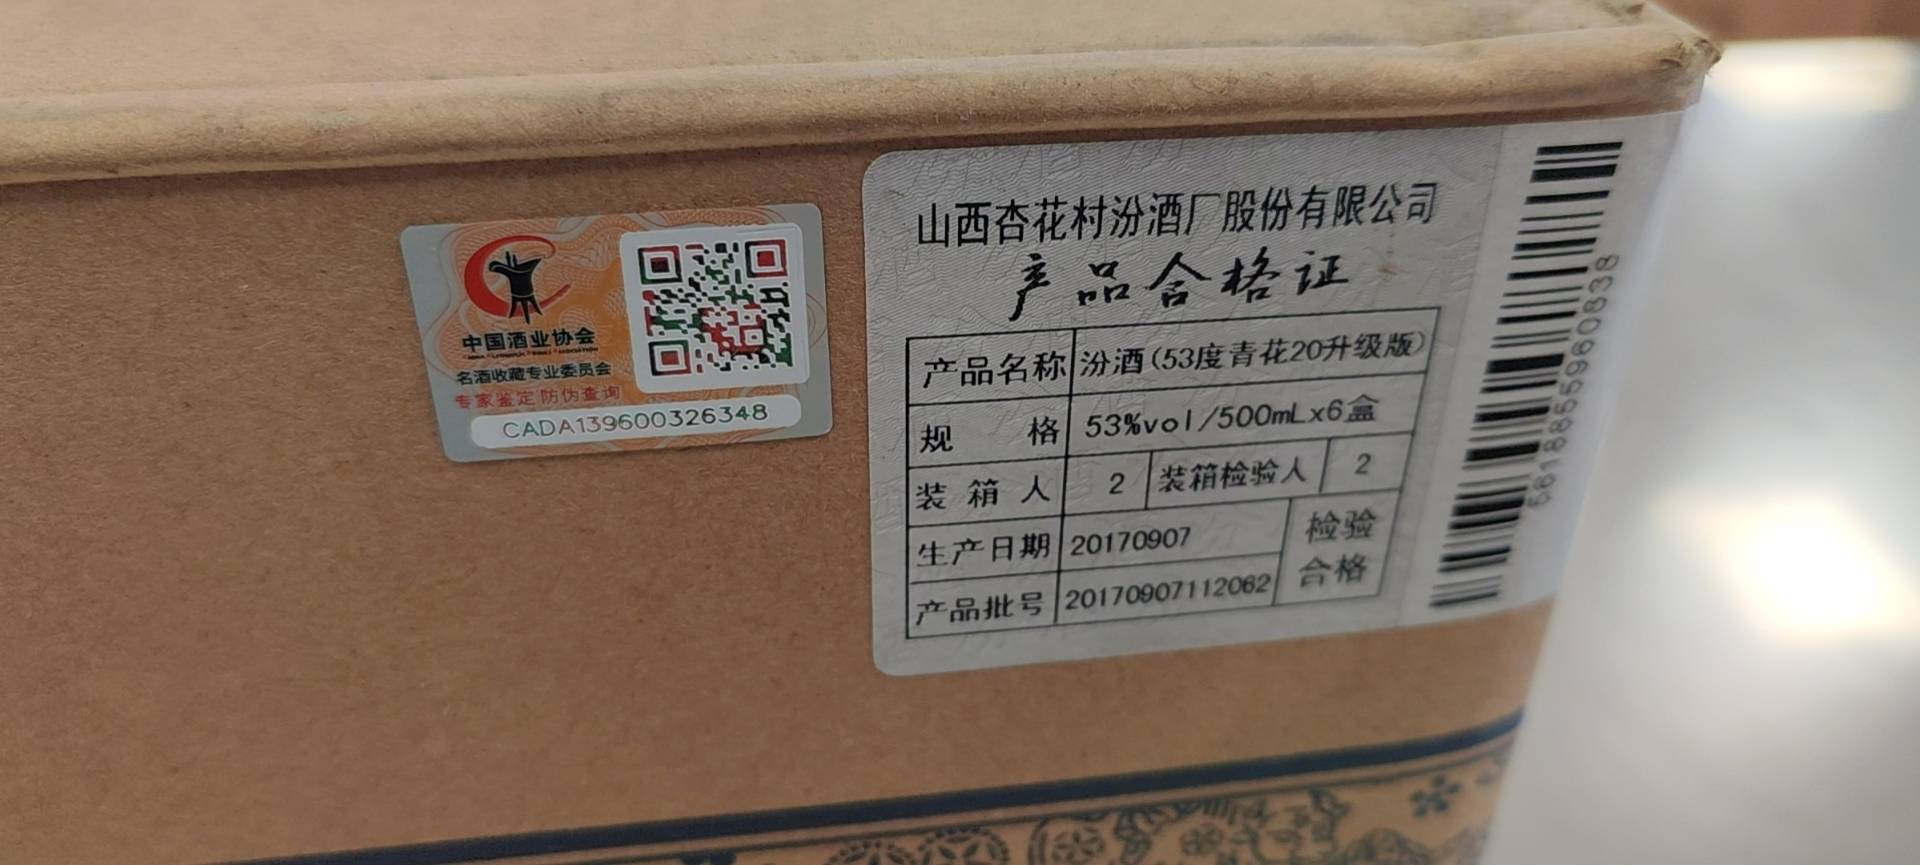 中国酒业协会
名酒收藏专业委员会
专家鉴定 防伪查询
CADA139600326348
山西杏花村汾酒厂股份有限公司
产品合格证
产品名称 汾酒(53度青花20升级版)
规 格 53%vol/500mLx6盒
装箱人 2 装箱检验人 2
生产日期 20170907 检验合格
产品批号 20170907112062